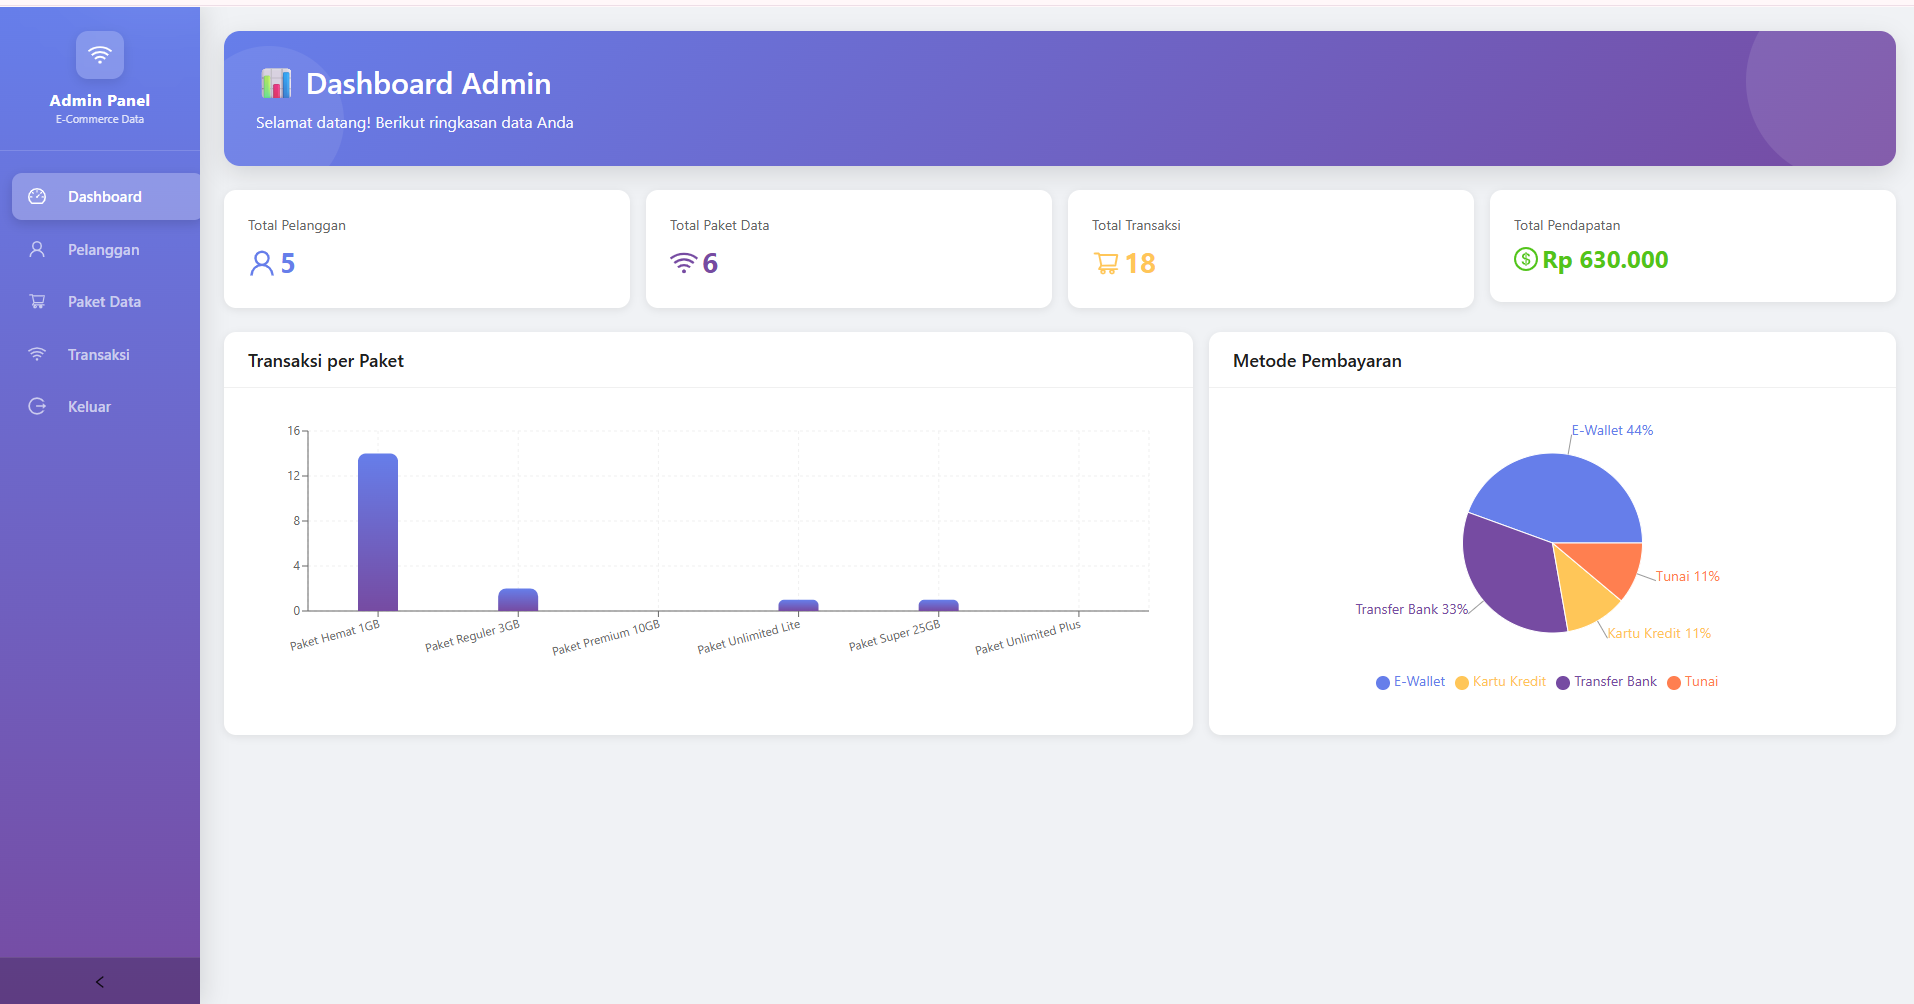 Admin Panel
E-Commerce Data
Dashboard
Pelanggan
Paket Data
Transaksi
Keluar
Dashboard Admin
Selamat datang! Berikut ringkasan data Anda
Total Pelanggan
5
Total Paket Data
6
Total Transaksi
18
Total Pendapatan
Rp 630.000
Transaksi per Paket
16
12
8
4
0
Paket Hemat 1GB
Paket Reguler 3GB
Paket Premium 10GB
Paket Unlimited Lite
Paket Super 25GB
Paket Unlimited Plus
Metode Pembayaran
E-Wallet 44%
Tunai 11%
Transfer Bank 33%
Kartu Kredit 11%
E-Wallet Kartu Kredit Transfer Bank Tunai